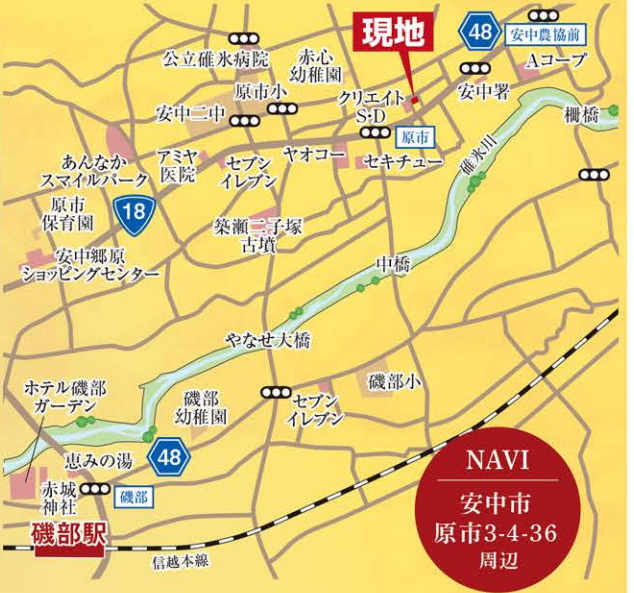 現地
48
安中農協前
Aコープ
公立碓氷病院
赤心
幼稚園
原市小
安中二中
クリエイト
S・D
安中署
柵橋
原市
あんなか
スマイルパーク
アミヤ
医院
セブン
イレブン
ヤオコー
セキチュー
碓氷川
原市
保育園
18
築瀬二子塚
古墳
安中郷原
ショッピングセンター
中橋
やなせ大橋
ホテル磯部
ガーデン
磯部
幼稚園
セブン
イレブン
磯部小
恵みの湯
48
赤城
神社
磯部
磯部駅
信越本線
NAVI
安中市
原市3-4-36
周辺